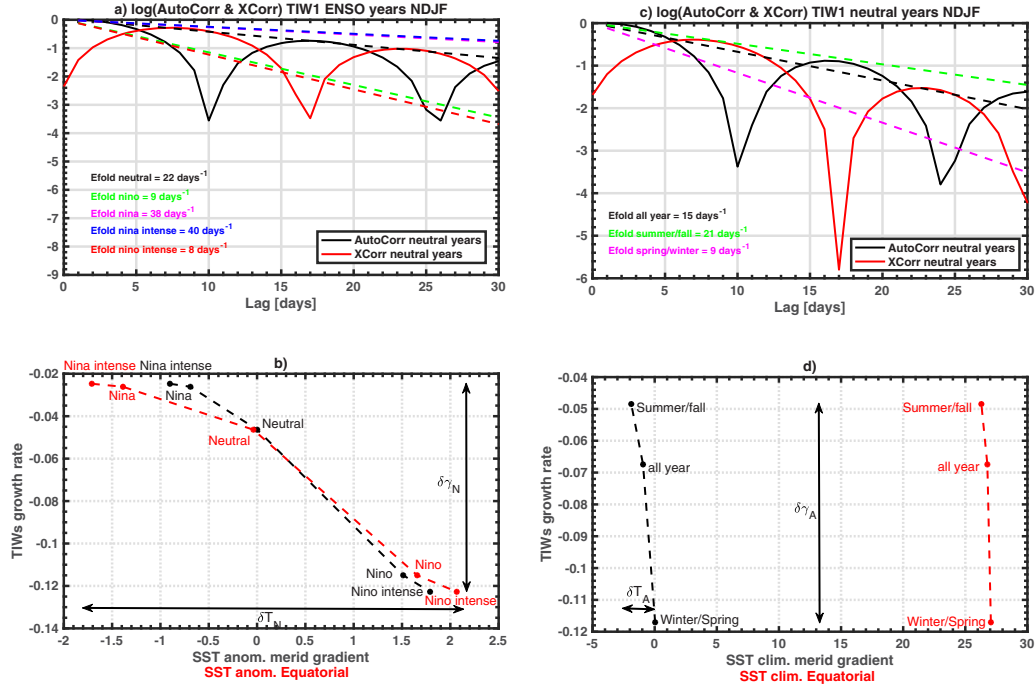 a) log(AutoCorr & XCorr) TIW1 ENSO years NDJF
0
-1
-2
-3
-4
-5
-6
-7
-8
-9
Efold neutral = 22 days⁻¹
Efold nino = 9 days⁻¹
Efold nina = 38 days⁻¹
Efold nina intense = 40 days⁻¹
Efold nino intense = 8 days⁻¹
AutoCorr neutral years
XCorr neutral years
0 5 10 15 20 25 30
Lag [days]
c) log(AutoCorr & XCorr) TIW1 neutral years NDJF
0
-1
-2
-3
-4
-5
-6
Efold all year = 15 days⁻¹
Efold summer/fall = 21 days⁻¹
Efold spring/winter = 9 days⁻¹
AutoCorr neutral years
XCorr neutral years
0 5 10 15 20 25 30
Lag [days]
b)
Nina intense Nina intense
Nina Nina
Neutral
Neutral
δγ_N
Nino
Nino
Nino intense
Nino intense
δT_N
TIWs growth rate
-0.02
-0.04
-0.06
-0.08
-0.1
-0.12
-0.14
-2 -1.5 -1 -0.5 0 0.5 1 1.5 2 2.5
SST anom. merid gradient
SST anom. Equatorial
d)
Summer/fall Summer/fall
all year all year
δγ_A
δT_A
Winter/Spring Winter/Spring
TIWs growth rate
-0.04
-0.05
-0.06
-0.07
-0.08
-0.09
-0.1
-0.11
-0.12
-5 0 5 10 15 20 25 30
SST clim. merid gradient
SST clim. Equatorial